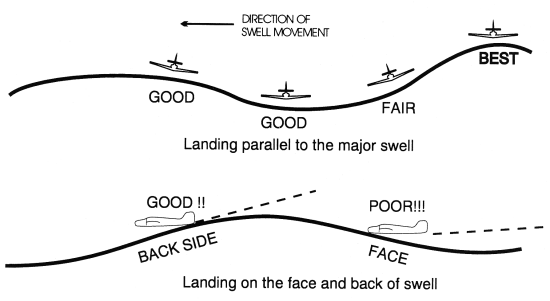 DIRECTION OF
SWELL MOVEMENT
BEST
GOOD
GOOD
FAIR
Landing parallel to the major swell
GOOD !!
POOR!!!
BACK SIDE
FACE
Landing on the face and back of swell